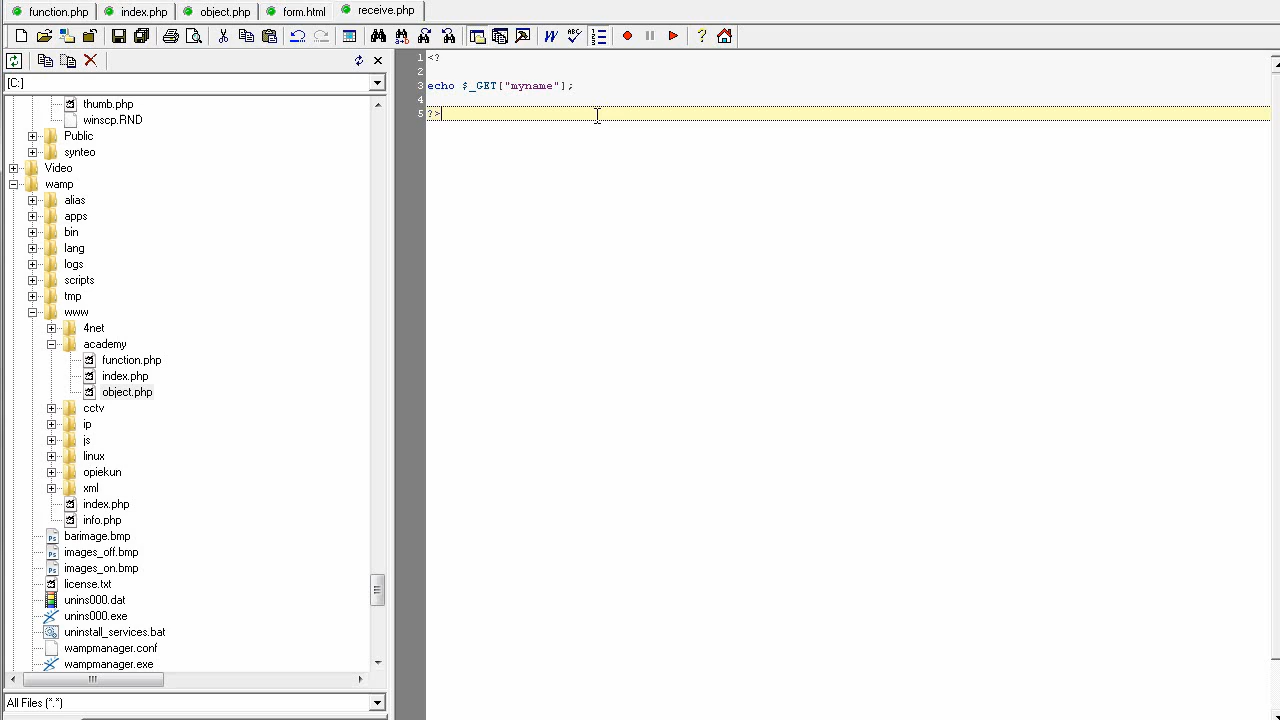 function.php index.php object.php form.html receive.php
[C:]
thumb.php
winscp.RND
Public
synteo
Video
wamp
alias
apps
bin
lang
logs
scripts
tmp
www
4net
academy
function.php
index.php
object.php
cctv
ip
js
linux
opiekun
xml
index.php
info.php
barimage.bmp
images_off.bmp
images_on.bmp
license.txt
unins000.dat
unins000.exe
uninstall_services.bat
wampmanager.conf
wampmanager.exe
All Files (*.*)
1 <?
2
3 echo $_GET["myname"];
4
5 ?>